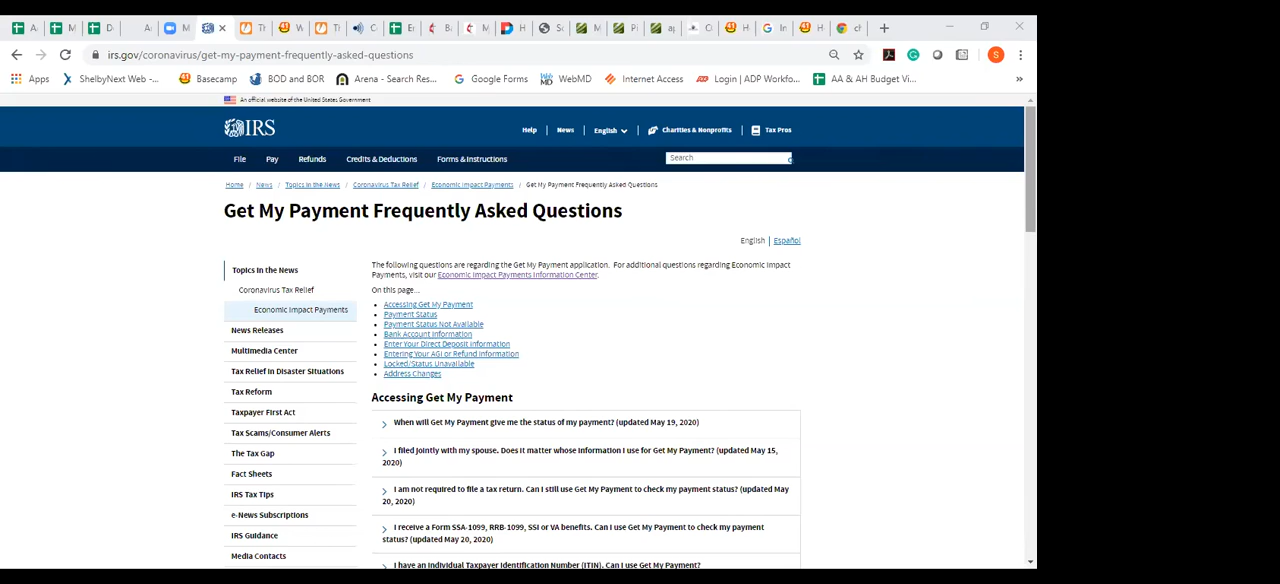 irs.gov/coronavirus/get-my-payment-frequently-asked-questions
S
Apps ShelbyNext Web -... Basecamp BOD and BOR Arena - Search Res... Google Forms WebMD Internet Access Login | ADP Workfo... AA & AH Budget Vi... »
An official website of the United States Government
IRS
Help News English Charities & Nonprofits Tax Pros
File Pay Refunds Credits & Deductions Forms & Instructions Search
Home / News / Topics in the News / Coronavirus Tax Relief / Economic Impact Payments / Get My Payment Frequently Asked Questions
Get My Payment Frequently Asked Questions
English | Español
Topics in the News
Coronavirus Tax Relief
Economic Impact Payments
News Releases
Multimedia Center
Tax Relief in Disaster Situations
Tax Reform
Taxpayer First Act
Tax Scams/Consumer Alerts
The Tax Gap
Fact Sheets
IRS Tax Tips
e-News Subscriptions
IRS Guidance
Media Contacts
The following questions are regarding the Get My Payment application. For additional questions regarding Economic Impact
Payments, visit our Economic Impact Payments Information Center.
On this page...
Accessing Get My Payment
Payment Status
Payment Status Not Available
Bank Account Information
Enter Your Direct Deposit Information
Entering Your AGI or Refund Information
Locked/Status Unavailable
Address Changes
Accessing Get My Payment
When will Get My Payment give me the status of my payment? (updated May 19, 2020)
I filed jointly with my spouse. Does it matter whose information I use for Get My Payment? (updated May 15,
2020)
I am not required to file a tax return. Can I still use Get My Payment to check my payment status? (updated May
20, 2020)
I receive a Form SSA-1099, RRB-1099, SSI or VA benefits. Can I use Get My Payment to check my payment
status? (updated May 20, 2020)
I have an Individual Taxpayer Identification Number (ITIN). Can I use Get My Payment?